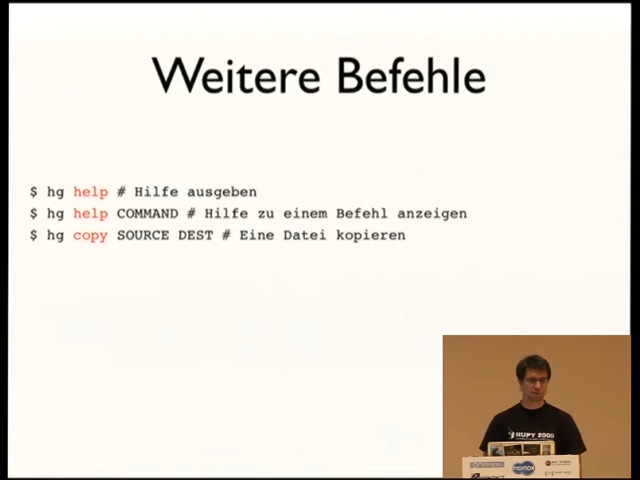 Weitere Befehle
$ hg help # Hilfe ausgeben
$ hg help COMMAND # Hilfe zu einem Befehl anzeigen
$ hg copy SOURCE DEST # Eine Datei kopieren
RUPY 2009
momox